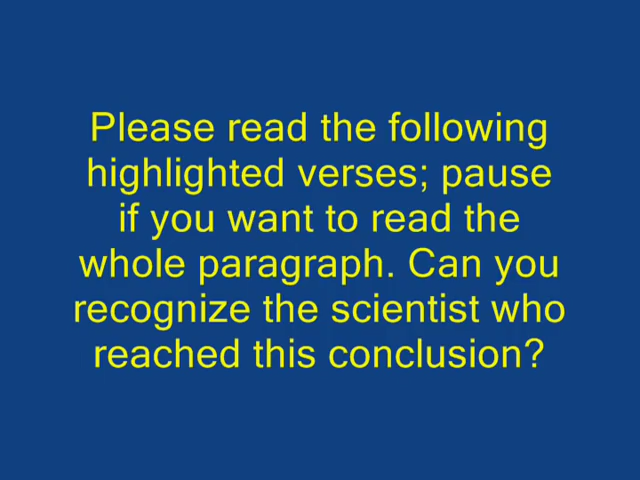 Please read the following
highlighted verses; pause
if you want to read the
whole paragraph. Can you
recognize the scientist who
reached this conclusion?